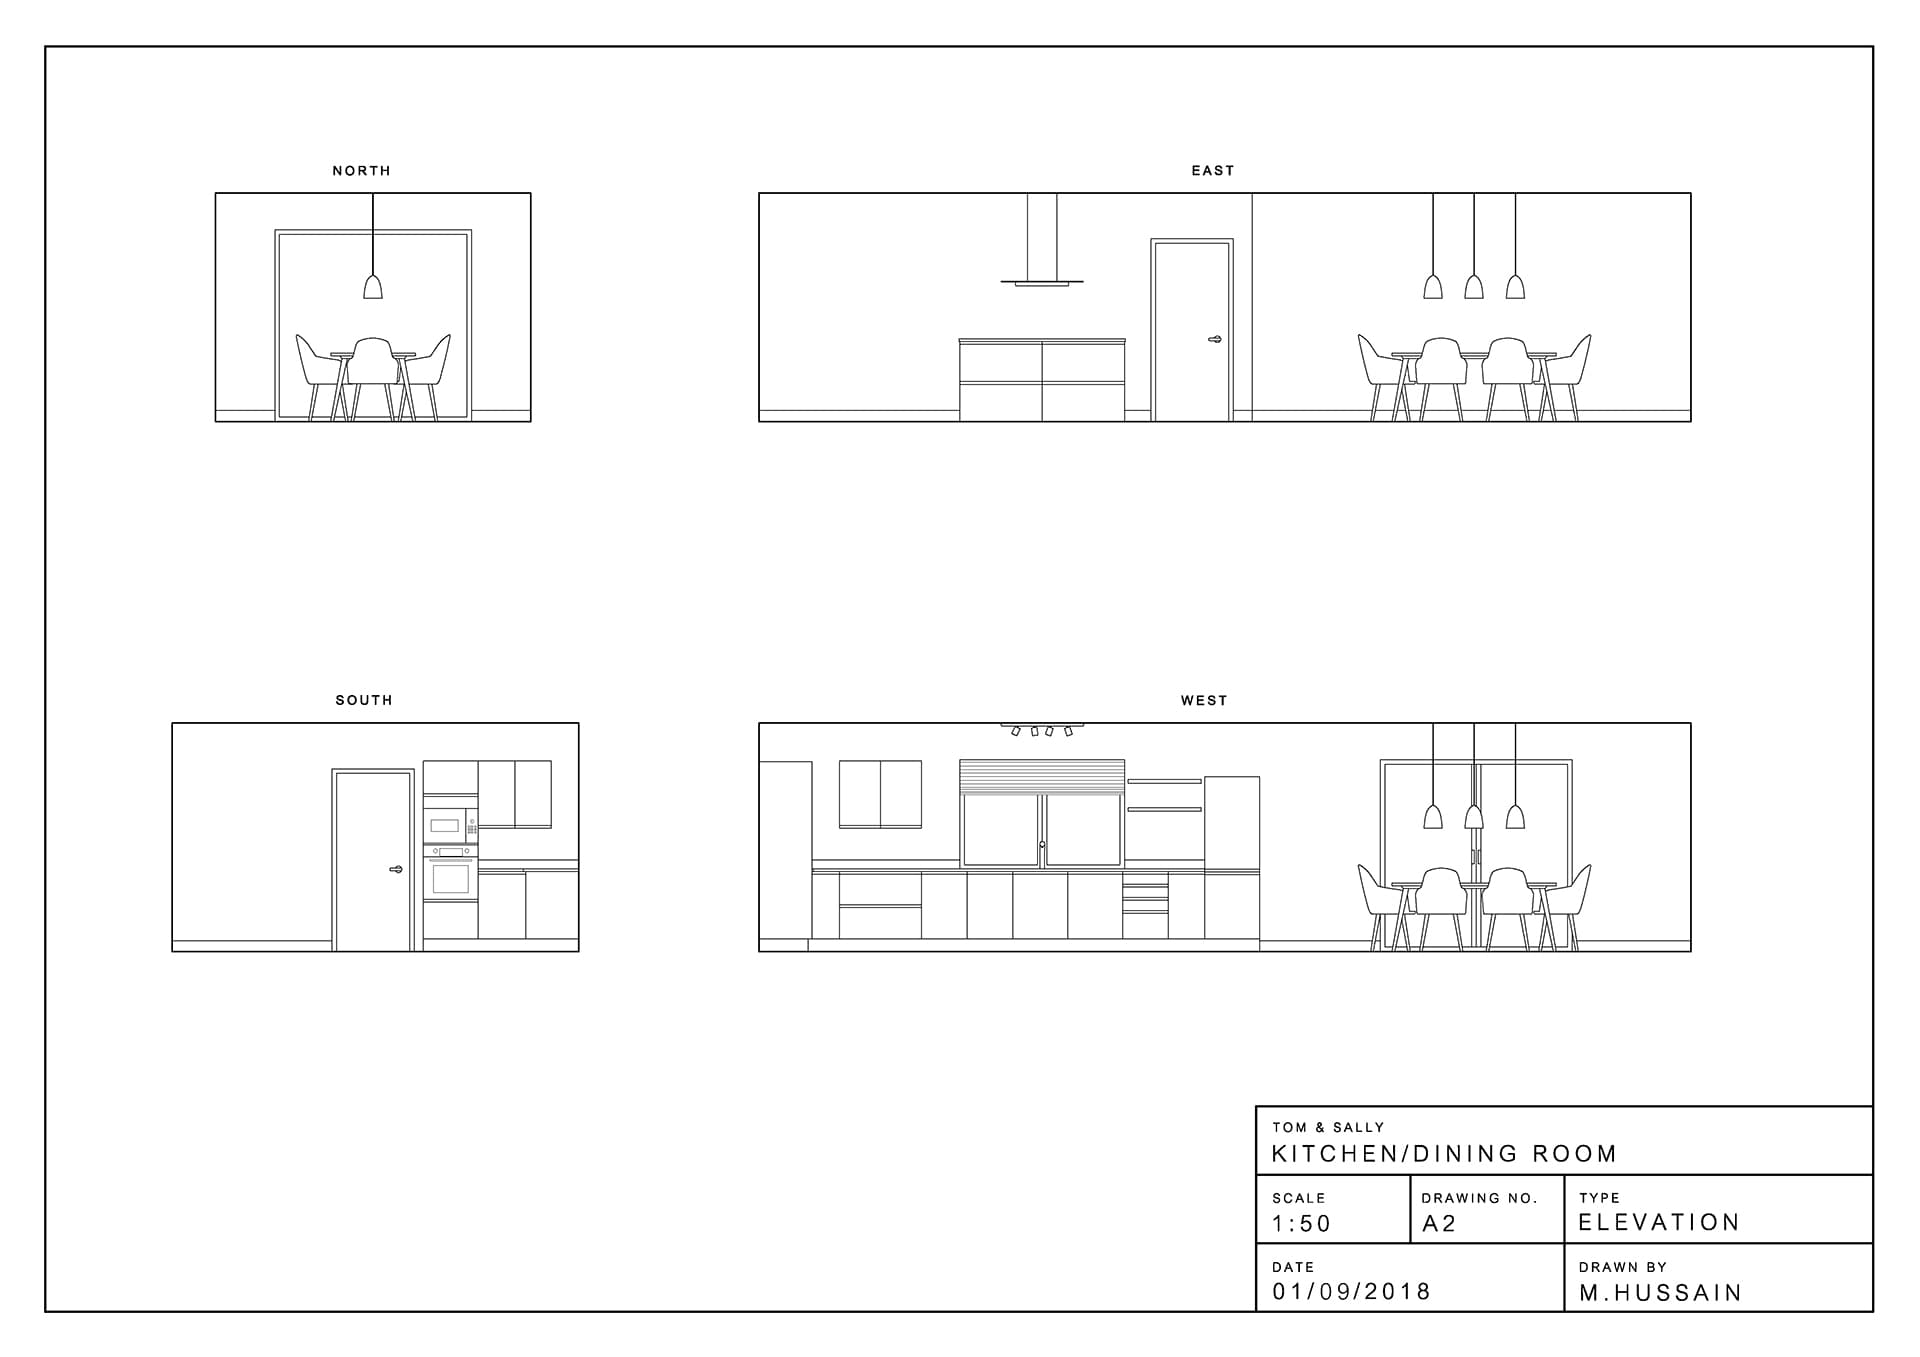 NORTH
EAST
SOUTH
WEST
TOM & SALLY
KITCHEN/DINING ROOM
SCALE
1:50
DRAWING NO.
A2
TYPE
ELEVATION
DATE
01/09/2018
DRAWN BY
M.HUSSAIN